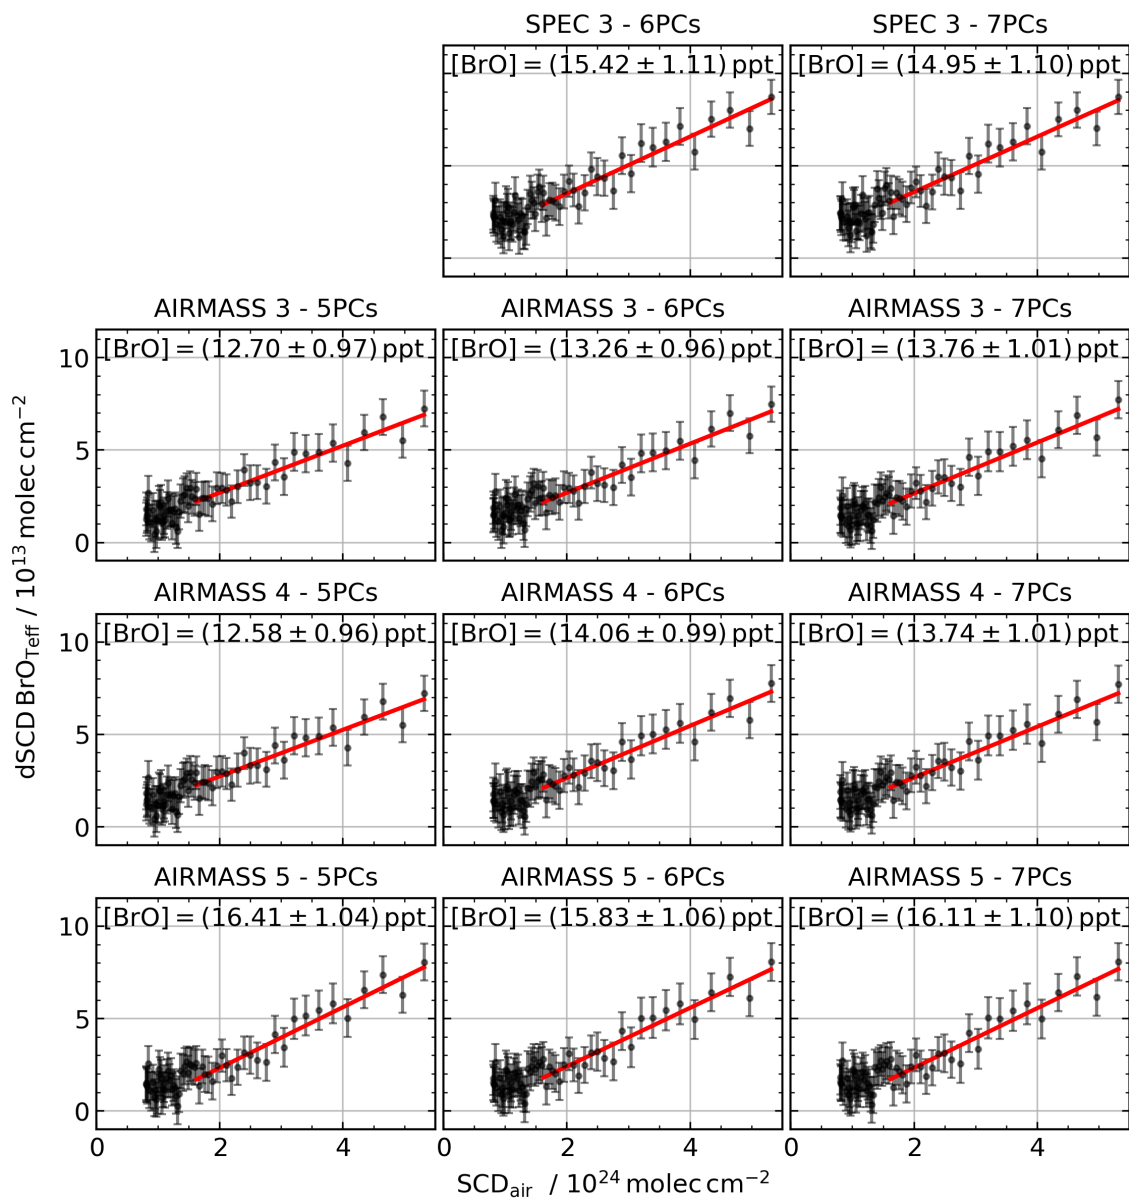 SPEC 3 - 6PCs
SPEC 3 - 7PCs
[BrO] = (15.42 ± 1.11) ppt
[BrO] = (14.95 ± 1.10) ppt
AIRMASS 3 - 5PCs
AIRMASS 3 - 6PCs
AIRMASS 3 - 7PCs
[BrO] = (12.70 ± 0.97) ppt
[BrO] = (13.26 ± 0.96) ppt
[BrO] = (13.76 ± 1.01) ppt
10
5
0
AIRMASS 4 - 5PCs
AIRMASS 4 - 6PCs
AIRMASS 4 - 7PCs
[BrO] = (12.58 ± 0.96) ppt
[BrO] = (14.06 ± 0.99) ppt
[BrO] = (13.74 ± 1.01) ppt
10
5
0
dSCD BrO_Teff / 10^13 molec cm^−2
AIRMASS 5 - 5PCs
AIRMASS 5 - 6PCs
AIRMASS 5 - 7PCs
[BrO] = (16.41 ± 1.04) ppt
[BrO] = (15.83 ± 1.06) ppt
[BrO] = (16.11 ± 1.10) ppt
10
5
0
0 2 4 0 2 4 0 2 4
SCD_air / 10^24 molec cm^−2